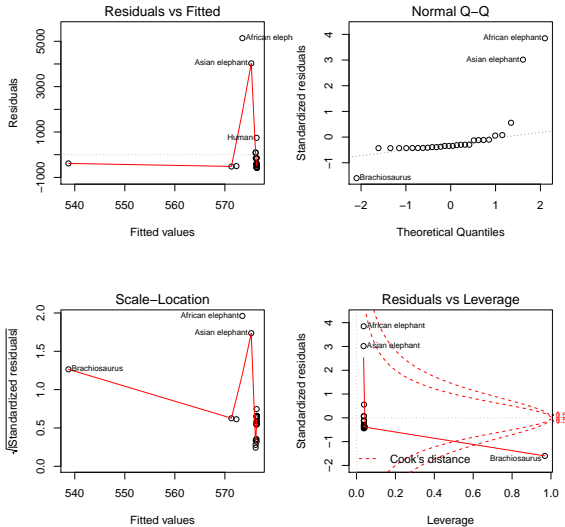 Residuals vs Fitted
Residuals
5000
3000
1000
−1000
African eleph
Asian elephant
Human
540
550
560
570
Fitted values
Normal Q−Q
Standardized residuals
4
3
2
1
0
−1
African elephant
Asian elephant
Brachiosaurus
−2
−1
0
1
2
Theoretical Quantiles
Scale−Location
√|Standardized residuals|
2.0
1.5
1.0
0.5
0.0
African elephant
Asian elephant
Brachiosaurus
540
550
560
570
Fitted values
Residuals vs Leverage
Standardized residuals
4
3
2
1
0
−1
−2
African elephant
Asian elephant
Cook's distance
Brachiosaurus
0.0
0.2
0.4
0.6
0.8
1.0
Leverage